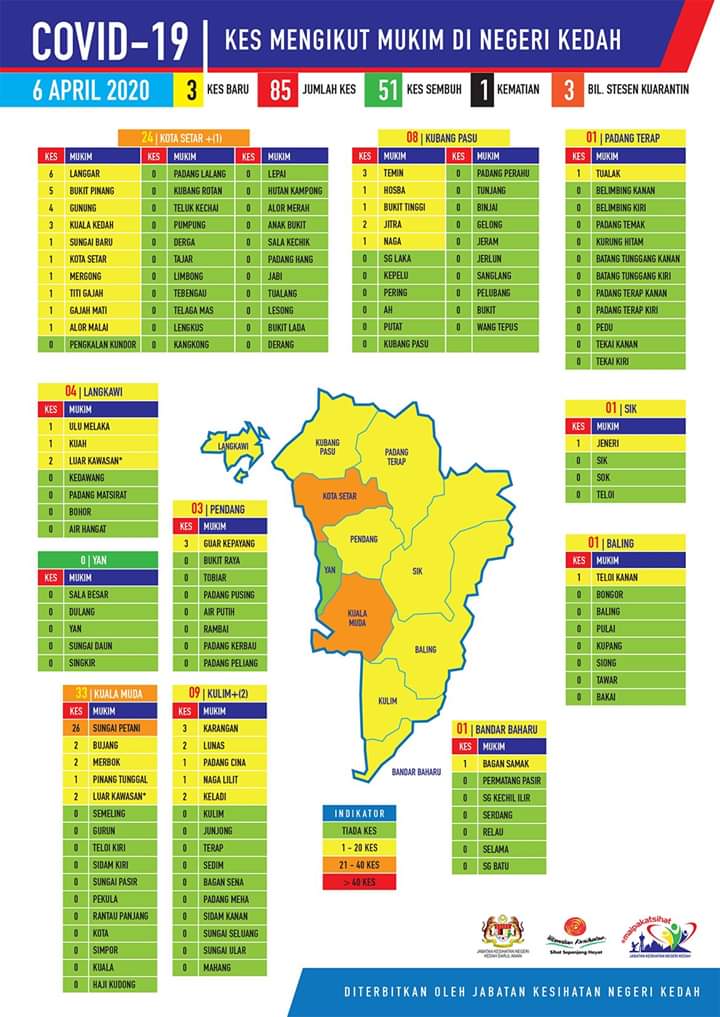 COVID-19 | KES MENGIKUT MUKIM DI NEGERI KEDAH
6 APRIL 2020 3 KES BARU 85 JUMLAH KES 51 KES SEMBUH 1 KEMATIAN 3 BIL. STESEN KUARANTIN
24 | KOTA SETAR +(1)
KES MUKIM KES MUKIM KES MUKIM
6 LANGGAR 0 PADANG LALANG 0 LEPAI
5 BUKIT PINANG 0 KUBANG ROTAN 0 HUTAN KAMPONG
4 GUNUNG 0 TELUK KECHAI 0 ALOR MERAH
3 KUALA KEDAH 0 PUMPUNG 0 ANAK BUKIT
1 SUNGAI BARU 0 DERGA 0 SALA KECHIK
1 KOTA SETAR 0 TAJAR 0 PADANG HANG
1 MERGONG 0 LIMBONG 0 JABI
1 TITI GAJAH 0 TEBENGAU 0 TUALANG
1 GAJAH MATI 0 TELAGA MAS 0 LESONG
1 ALOR MALAI 0 LENGKUS 0 BUKIT LADA
0 PENGKALAN KUNDOR 0 KANGKONG 0 DERANG
08 | KUBANG PASU
KES MUKIM KES MUKIM
3 TEMIN 0 PADANG PERAHU
1 HOSBA 0 TUNJANG
1 BUKIT TINGGI 0 BINJAI
2 JITRA 0 GELONG
1 NAGA 0 JERAM
0 SG LAKA 0 JERLUN
0 KEPELU 0 SANGLANG
0 PERING 0 PELUBANG
0 AH 0 BUKIT
0 PUTAT 0 WANG TEPUS
0 KUBANG PASU
01 | PADANG TERAP
KES MUKIM
1 TUALAK
0 BELIMBING KANAN
0 BELIMBING KIRI
0 PADANG TEMAK
0 KURUNG HITAM
0 BATANG TUNGGANG KANAN
0 BATANG TUNGGANG KIRI
0 PADANG TERAP KANAN
0 PADANG TERAP KIRI
0 PEDU
0 TEKAI KANAN
0 TEKAI KIRI
04 | LANGKAWI
KES MUKIM
1 ULU MELAKA
1 KUAH
2 LUAR KAWASAN*
0 KEDAWANG
0 PADANG MATSIRAT
0 BOHOR
0 AIR HANGAT
0 | YAN
KES MUKIM
0 SALA BESAR
0 DULANG
0 YAN
0 SUNGAI DAUN
0 SINGKIR
03 | PENDANG
KES MUKIM
3 GUAR KEPAYANG
0 BUKIT RAYA
0 TOBIAR
0 PADANG PUSING
0 AIR PUTIH
0 RAMBAI
0 PADANG KERBAU
0 PADANG PELIANG
LANGKAWI
KUBANG
PASU
PADANG
TERAP
KOTA SETAR
PENDANG
YAN
SIK
KUALA
MUDA
BALING
KULIM
BANDAR BAHARU
01 | SIK
KES MUKIM
1 JENERI
0 SIK
0 SOK
0 TELOI
01 | BALING
KES MUKIM
1 TELOI KANAN
0 BONGOR
0 BALING
0 PULAI
0 KUPANG
0 SIONG
0 TAWAR
0 BAKAI
33 | KUALA MUDA
KES MUKIM
26 SUNGAI PETANI
2 BUJANG
2 MERBOK
1 PINANG TUNGGAL
2 LUAR KAWASAN*
0 SEMELING
0 GURUN
0 TELOI KIRI
0 SIDAM KIRI
0 SUNGAI PASIR
0 PEKULA
0 RANTAU PANJANG
0 KOTA
0 SIMPOR
0 KUALA
0 HAJI KUDONG
09 | KULIM+(2)
KES MUKIM
3 KARANGAN
2 LUNAS
1 PADANG CINA
1 NAGA LILIT
2 KELADI
0 KULIM
0 JUNJONG
0 TERAP
0 SEDIM
0 BAGAN SENA
0 PADANG MEHA
0 SIDAM KANAN
0 SUNGAI SELUANG
0 SUNGAI ULAR
0 MAHANG
01 | BANDAR BAHARU
KES MUKIM
1 BAGAN SAMAK
0 PERMATANG PASIR
0 SG KECHIL ILIR
0 SERDANG
0 RELAU
0 SELAMA
0 SG BATU
INDIKATOR
TIADA KES
1 - 20 KES
21 - 40 KES
> 40 KES
JABATAN KESIHATAN NEGERI
KEDAH DARUL AMAN
Sihat Sepanjang Hayat
#malpakatsihat
JABATAN KESIHATAN NEGERI KEDAH
DITERBITKAN OLEH JABATAN KESIHATAN NEGERI KEDAH